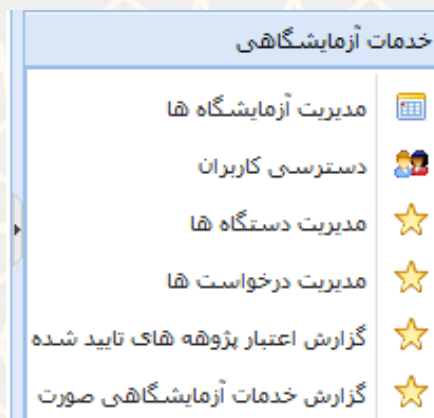 خدمات آزمایشگاهی
مدیریت آزمایشگاه ها
دسترسی کاربران
مدیریت دستگاه ها
مدیریت درخواست ها
گزارش اعتبار پژوهه های تایید شده
گزارش خدمات آزمایشگاهی صورت